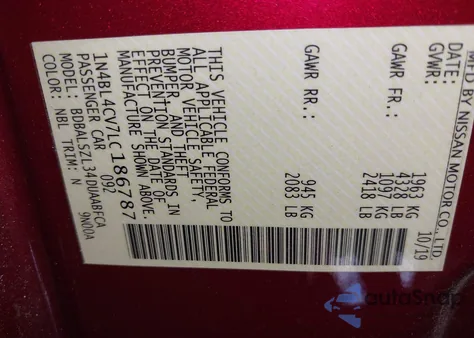 MFD BY NISSAN MOTOR CO., LTD.
DATE: 10/19
GVWR: 1963 KG
4328 LB
GAWR FR.: 1097 KG
2418 LB
GAWR RR.: 945 KG
2083 LB
THIS VEHICLE CONFORMS TO
ALL APPLICABLE FEDERAL
MOTOR VEHICLE SAFETY,
BUMPER, AND THEFT
PREVENTION STANDARDS IN
EFFECT ON THE DATE OF
MANUFACTURE SHOWN ABOVE.
1N4BL4CV7LC186787
PASSENGER CAR 09Z 9N00A
MODEL: BDBALSZL34DUAABFCA
COLOR: NBL TRIM: N
autoSnap